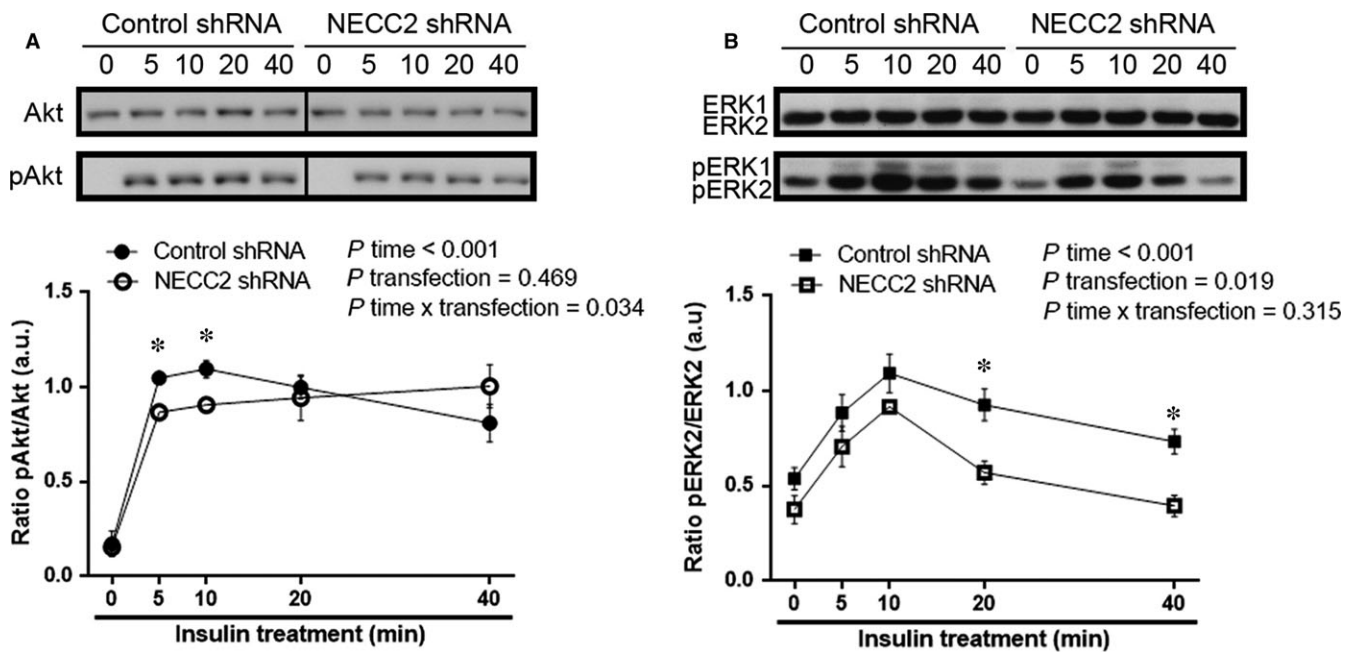 A
Control shRNA NECC2 shRNA
0 5 10 20 40 0 5 10 20 40
Akt
pAkt
Control shRNA
NECC2 shRNA
P time < 0.001
P transfection = 0.469
P time x transfection = 0.034
Ratio pAkt/Akt (a.u.)
1.5
1.0
0.5
0.0
* *
0 5 10 20 40
Insulin treatment (min)
B
Control shRNA NECC2 shRNA
0 5 10 20 40 0 5 10 20 40
ERK1
ERK2
pERK1
pERK2
Control shRNA
NECC2 shRNA
P time < 0.001
P transfection = 0.019
P time x transfection = 0.315
Ratio pERK2/ERK2 (a.u)
1.5
1.0
0.5
0.0
* *
0 5 10 20 40
Insulin treatment (min)